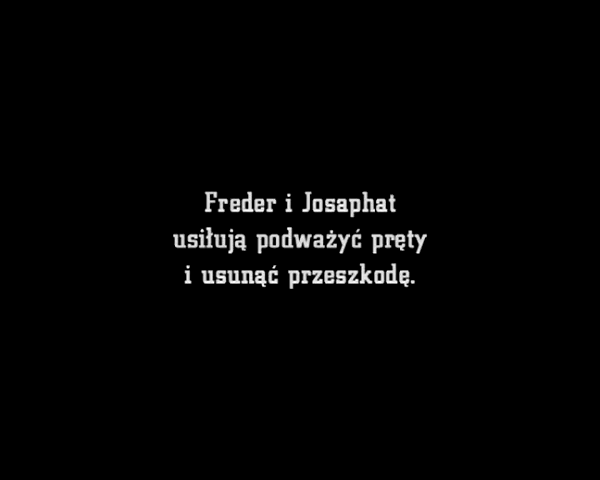 Freder i Josaphat
usiłują podważyć pręty
i usunąć przeszkodę.